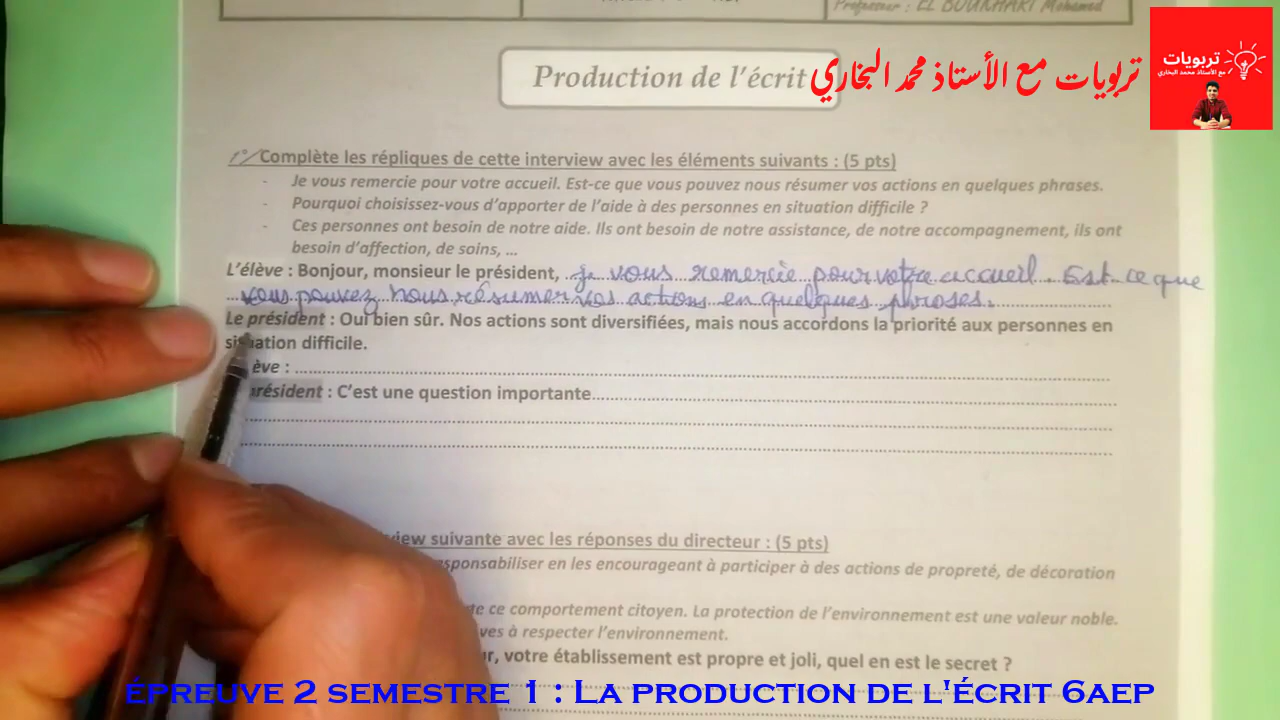 Professeur : EL BOUKHARI Mohamed
Production de l'écrit
تربويات مع الأستاذ محمد البخاري
تربويات
مع الأستاذ محمد البخاري
1°/ Complète les répliques de cette interview avec les éléments suivants : (5 pts)
- Je vous remercie pour votre accueil. Est-ce que vous pouvez nous résumer vos actions en quelques phrases.
- Pourquoi choisissez-vous d'apporter de l'aide à des personnes en situation difficile ?
- Ces personnes ont besoin de notre aide. Ils ont besoin de notre assistance, de notre accompagnement, ils ont
besoin d'affection, de soins, ...
L'élève : Bonjour, monsieur le président, je vous remercie pour votre accueil. Est-ce que
vous pouvez nous résumer vos actions en quelques phrases.
Le président : Oui bien sûr. Nos actions sont diversifiées, mais nous accordons la priorité aux personnes en
situation difficile.
ève :
président : C'est une question importante
view suivante avec les réponses du directeur : (5 pts)
sponsabiliser en les encourageant à participer à des actions de propreté, de décoration
te ce comportement citoyen. La protection de l'environnement est une valeur noble.
ves à respecter l'environnement.
r, votre établissement est propre et joli, quel en est le secret ?
épreuve 2 semestre 1 : La production de l'écrit 6aep